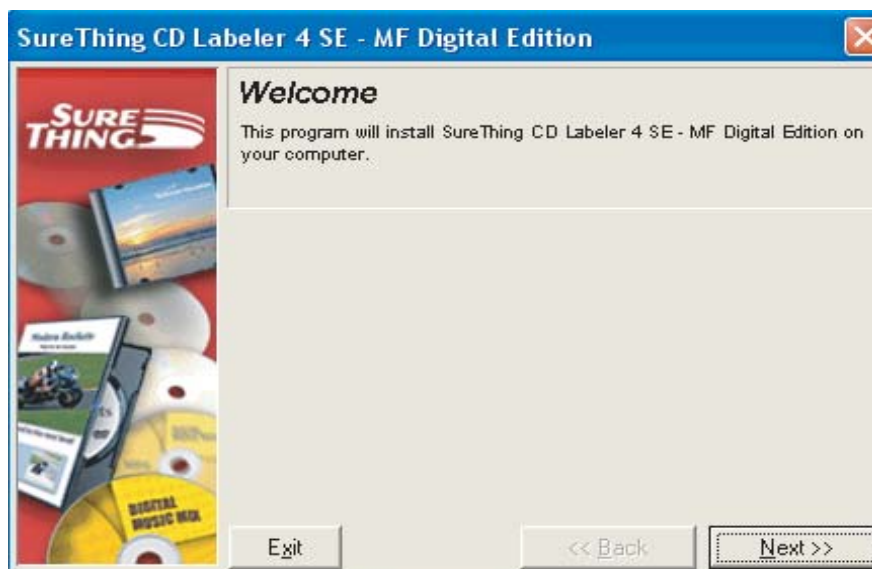 SureThing CD Labeler 4 SE - MF Digital Edition
SURE
THING
Welcome
This program will install SureThing CD Labeler 4 SE - MF Digital Edition on
your computer.
DIGITAL
MUSIC MIX
Exit
<< Back
Next >>